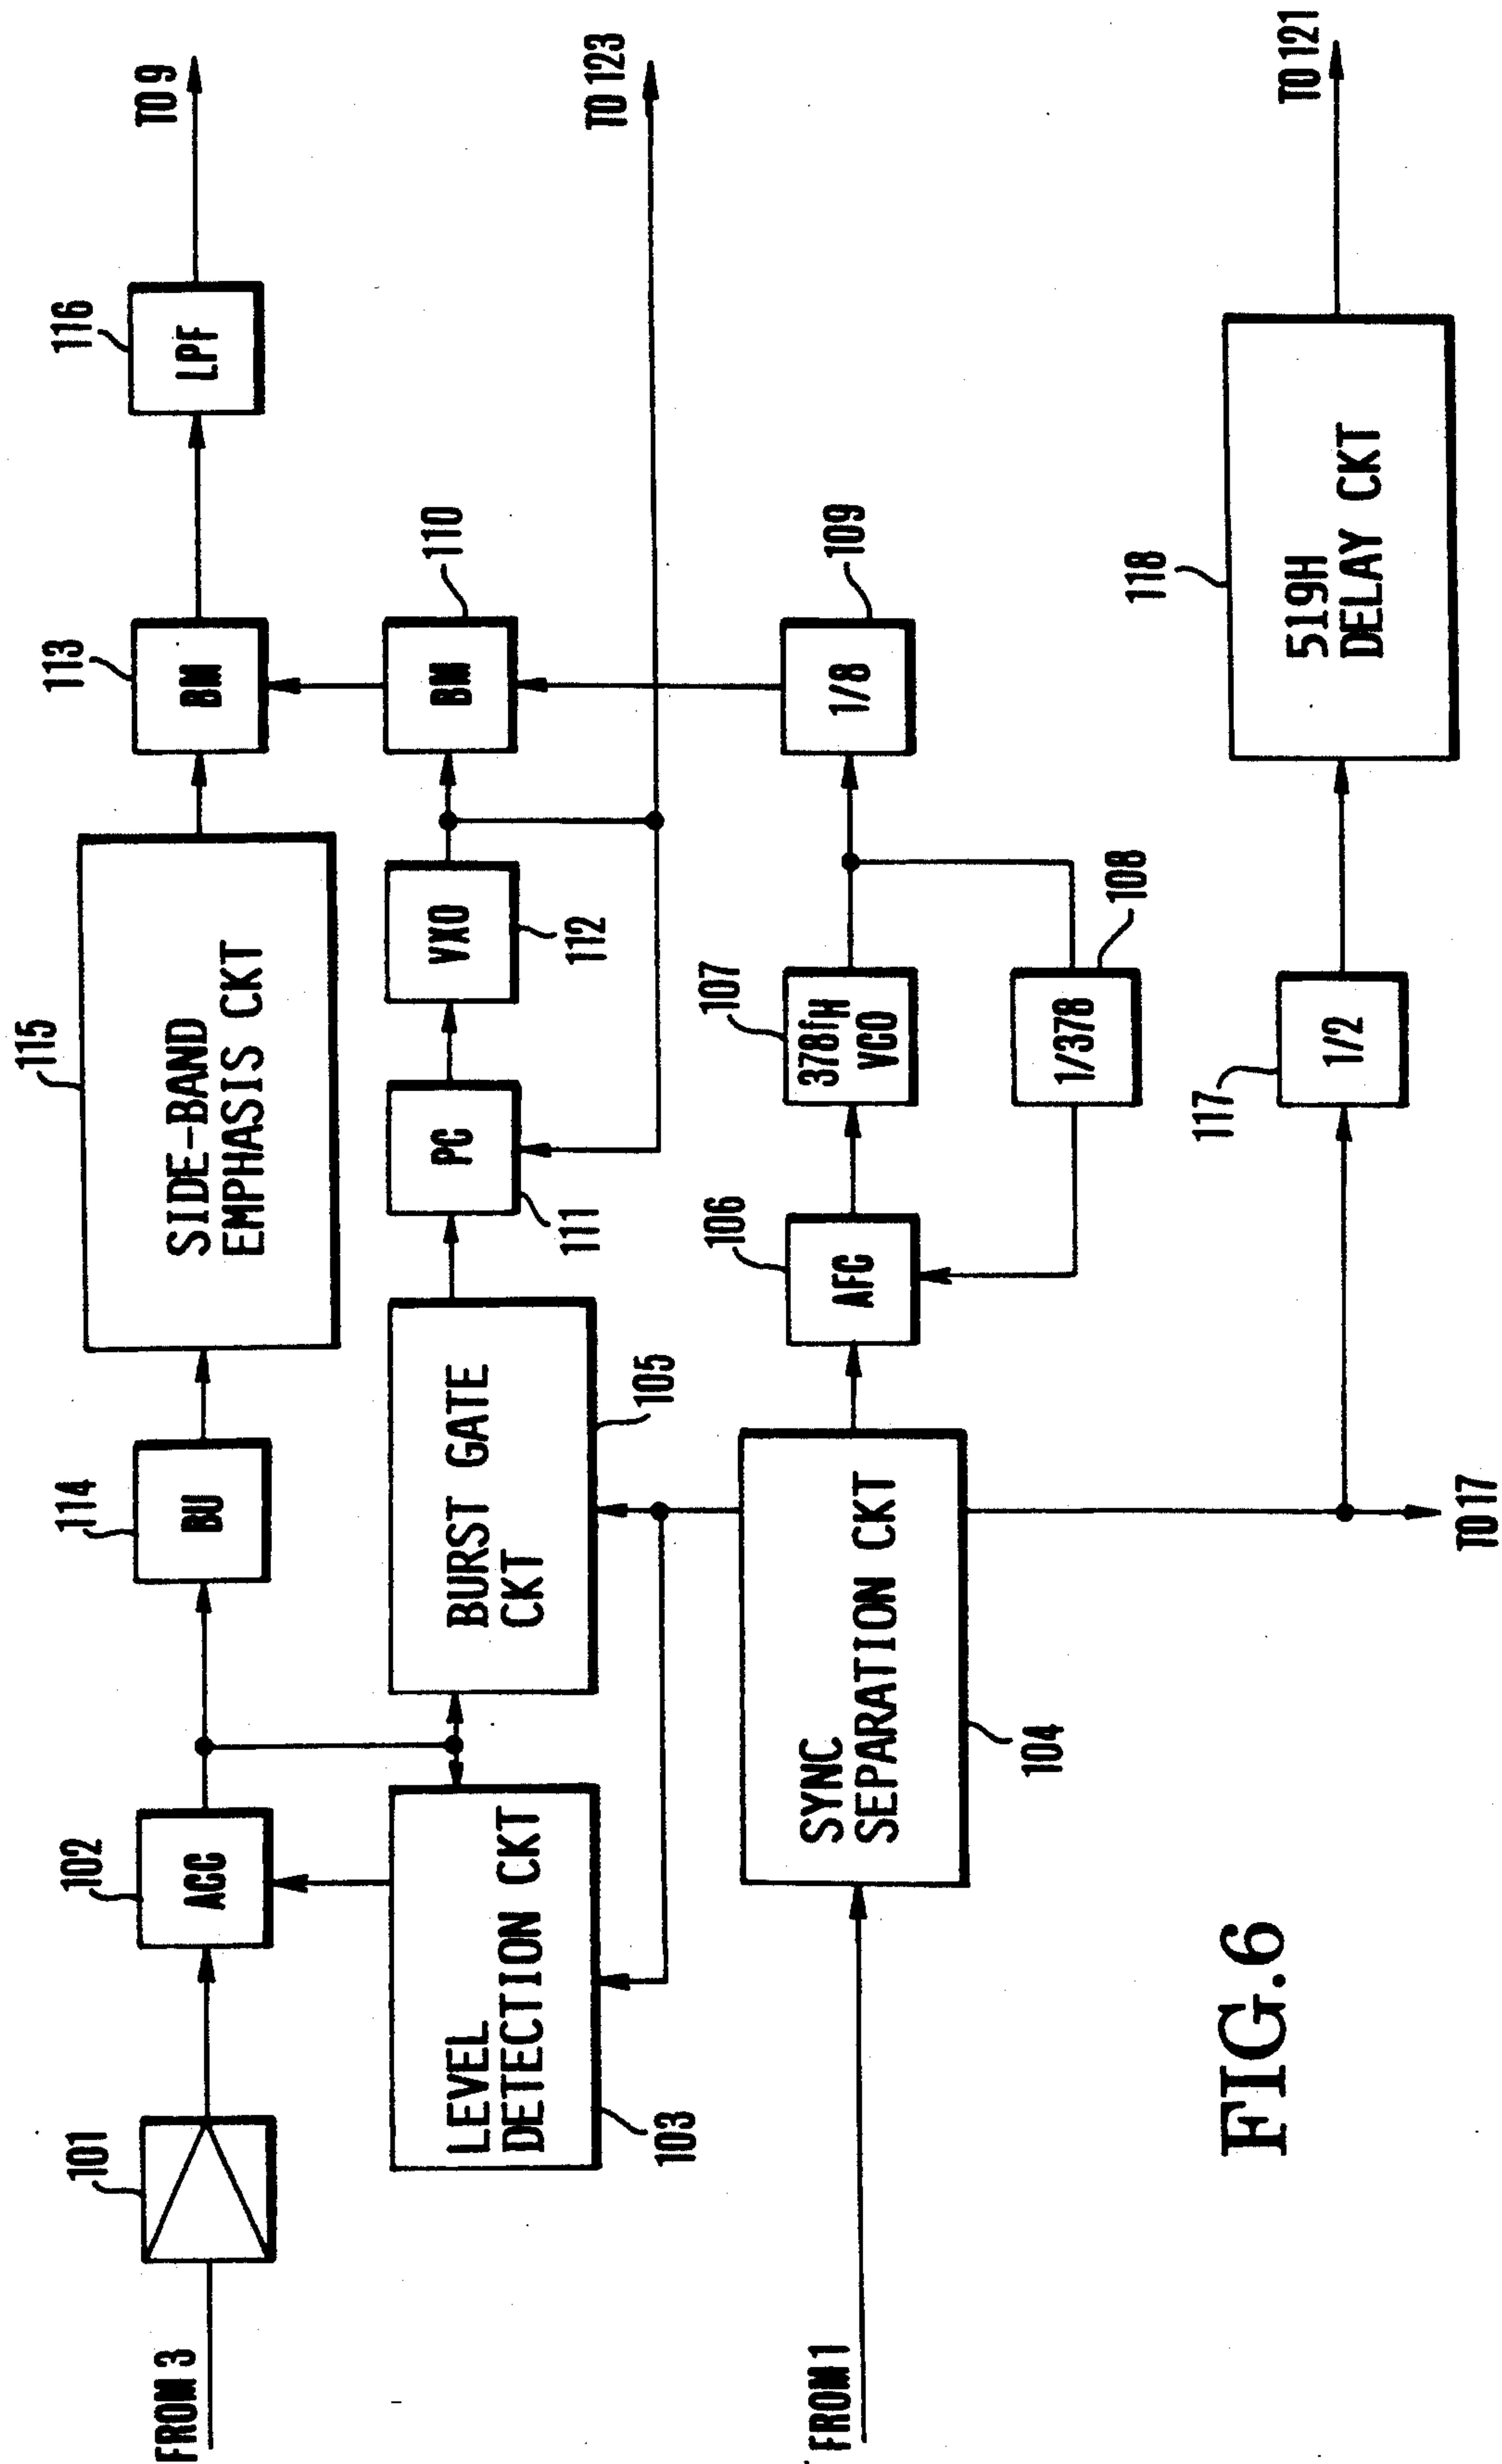 FROM 3
101
102
ACC
114
BU
115
SIDE-BAND
EMPHASIS CKT
113
BM
116
LPF
TO 9
LEVEL
DETECTION CKT
103
BURST GATE
CKT
105
PC
111
VXO
112
BM
110
TO 123
FROM 1
SYNC
SEPARATION CKT
104
106
AFC
107
378fH
VCO
1/378
108
1/8
109
TO 17
117
1/2
118
519H
DELAY CKT
TO 121
FIG.6